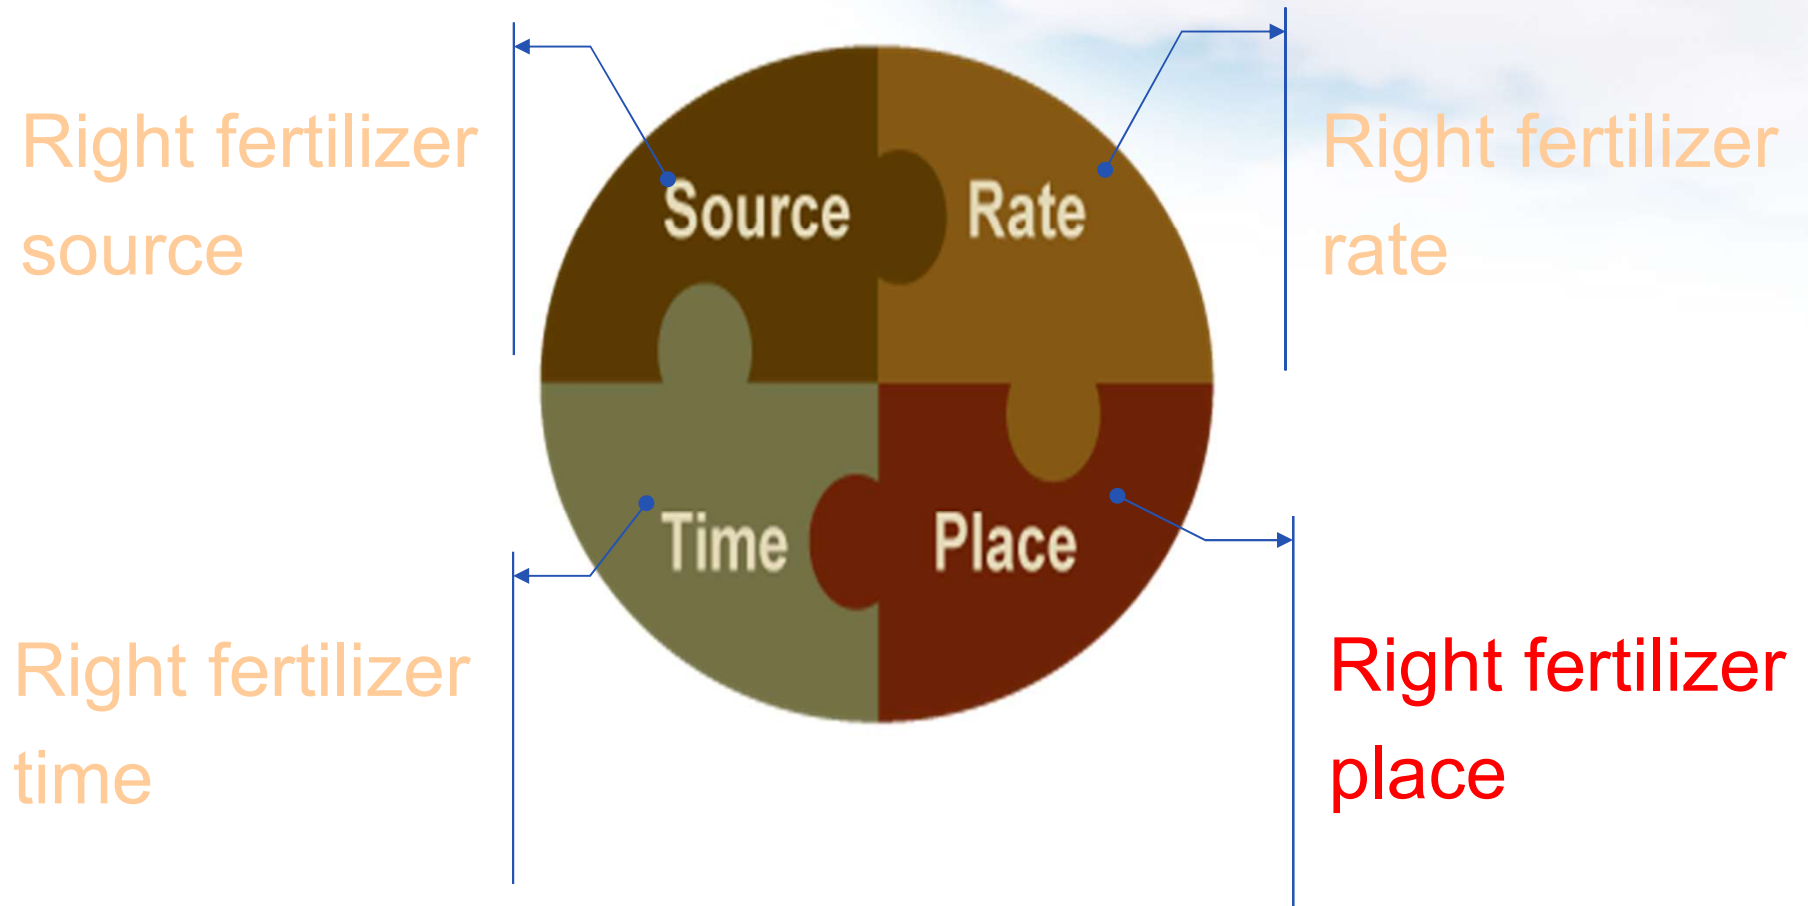 Right fertilizer
source
Right fertilizer
rate
Source
Rate
Time
Place
Right fertilizer
time
Right fertilizer
place